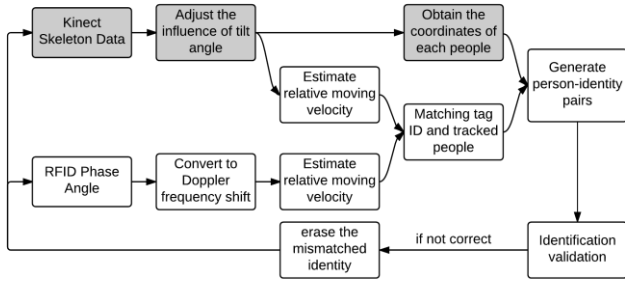 Kinect
Skeleton Data
Adjust the
influence of tilt
angle
Obtain the
coordinates of
each people
Estimate
relative moving
velocity
Generate
person-identity
pairs
Matching tag
ID and tracked
people
RFID Phase
Angle
Convert to
Doppler
frequency shift
Estimate
relative moving
velocity
erase the
mismatched
identity
if not correct
Identification
validation